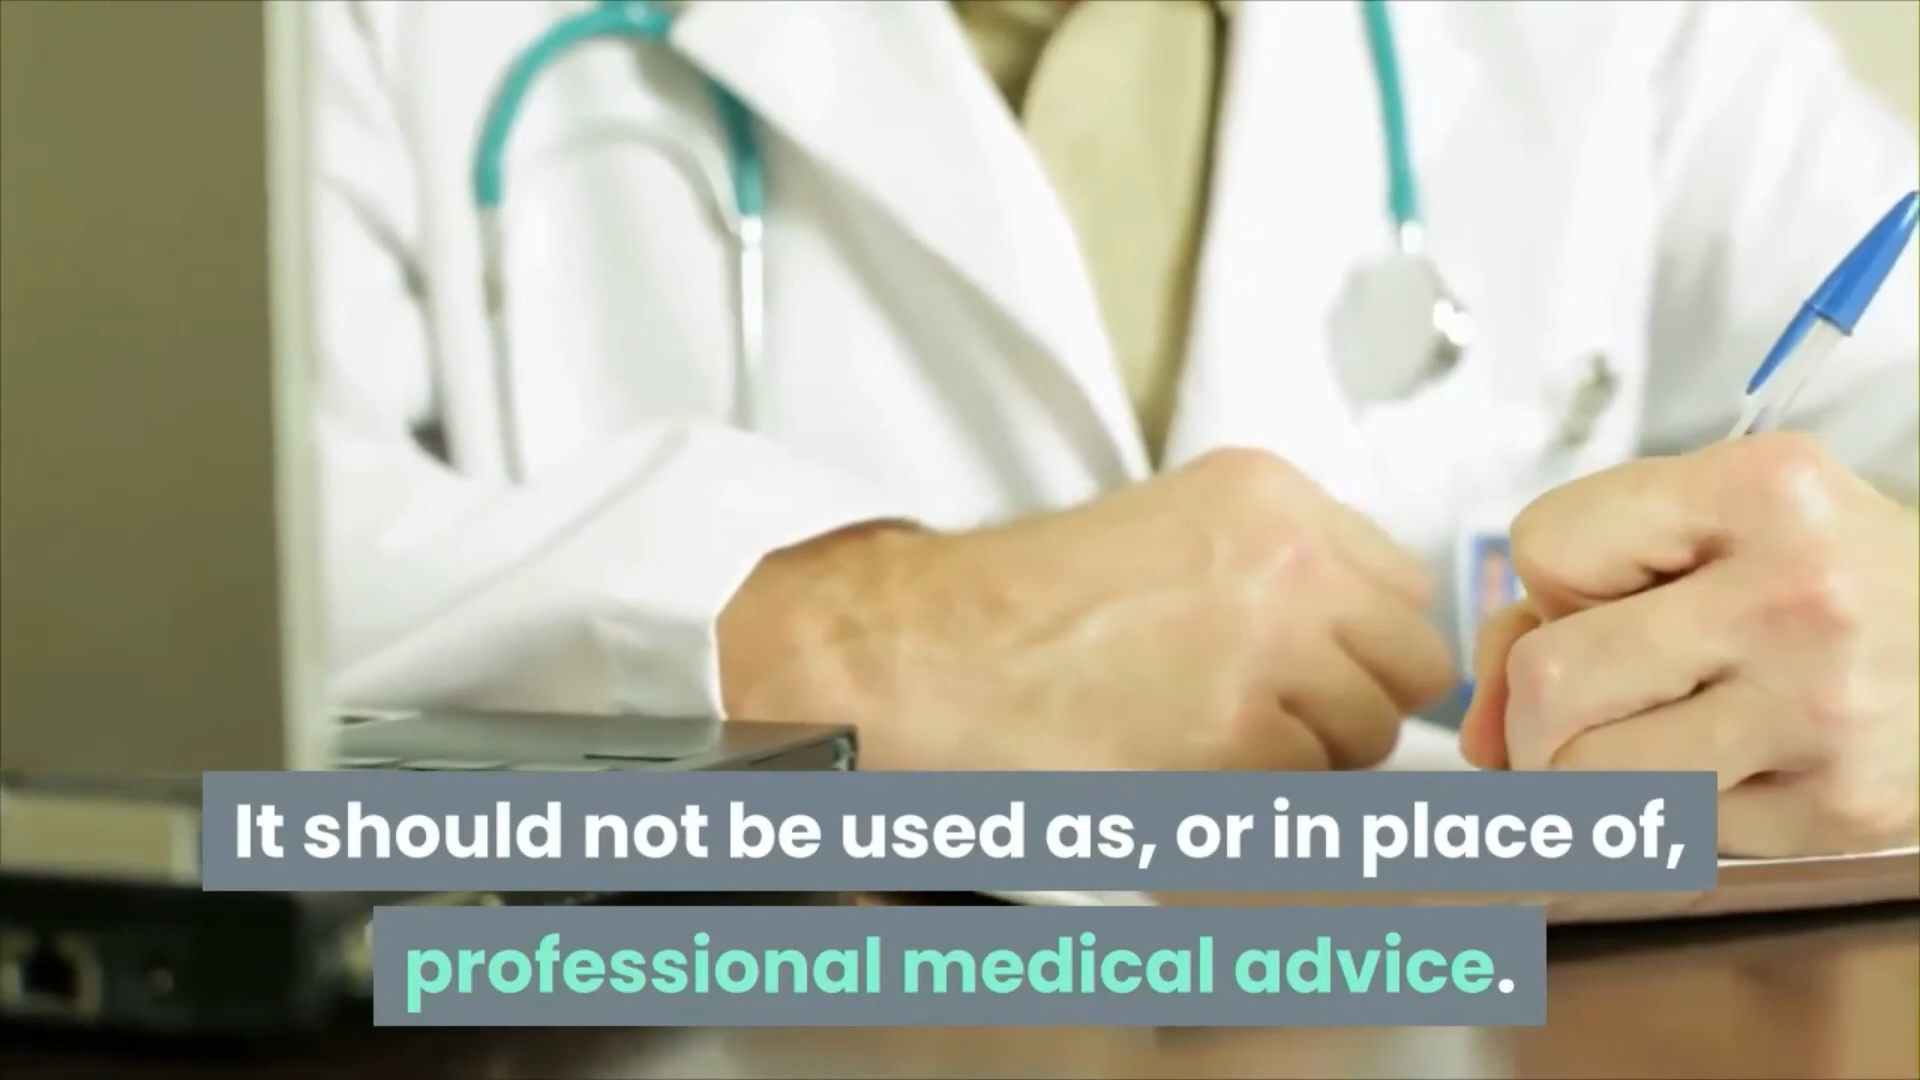 It should not be used as, or in place of,
professional medical advice.